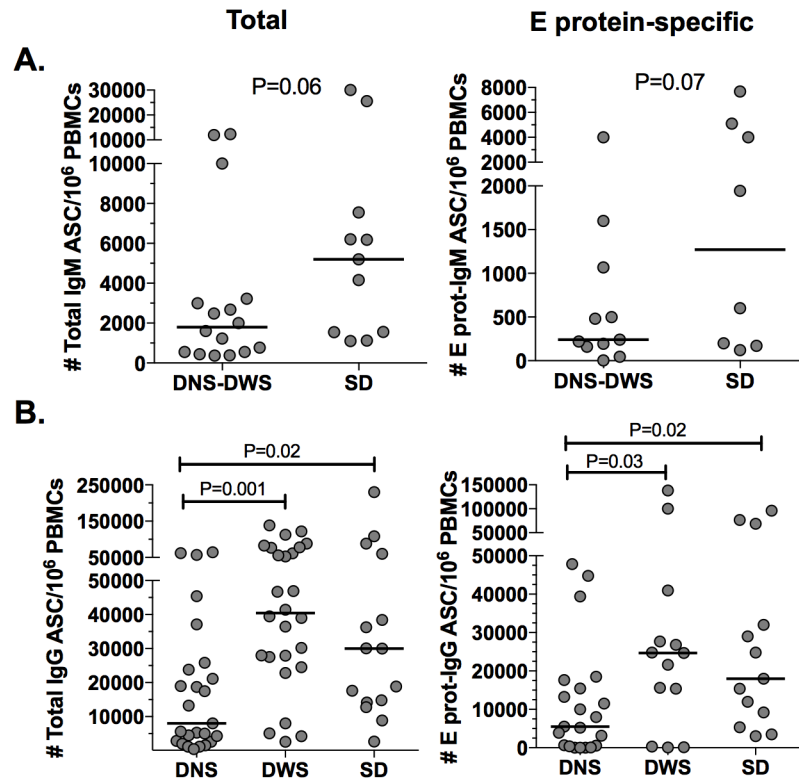 Total
E protein-specific
A.
# Total IgM ASC/10⁶ PBMCs
30000
20000
10000
10000
8000
6000
4000
2000
0
P=0.06
DNS-DWS
SD
# E prot-IgM ASC/10⁶ PBMCs
8000
6000
4000
2000
2000
1500
1000
500
0
P=0.07
DNS-DWS
SD
B.
# Total IgG ASC/10⁶ PBMCs
P=0.02
P=0.001
250000
150000
50000
50000
40000
30000
20000
10000
DNS
DWS
SD
# E prot-IgG ASC/10⁶ PBMCs
P=0.02
P=0.03
150000
100000
50000
50000
40000
30000
20000
10000
0
DNS
DWS
SD